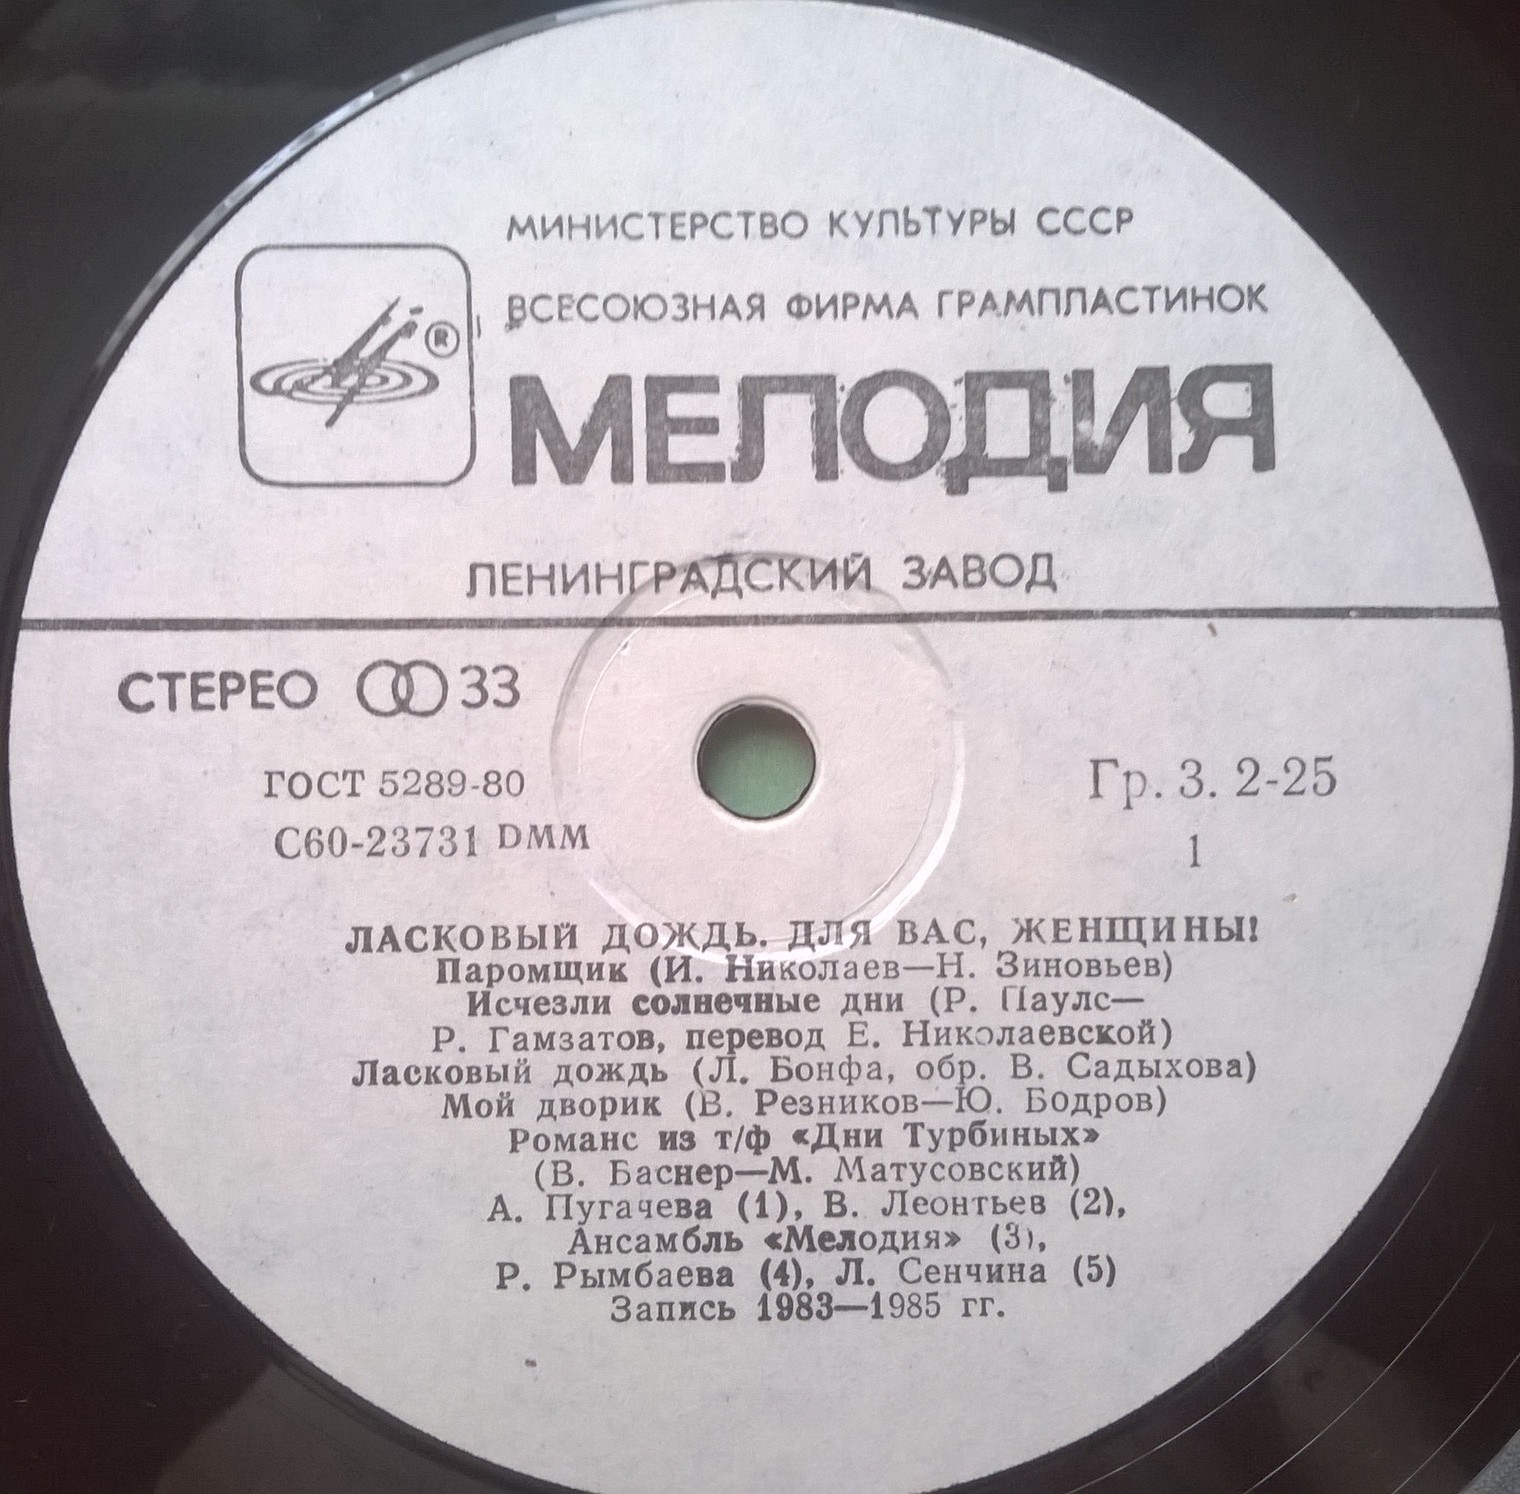 МИНИСТЕРСТВО КУЛЬТУРЫ СССР
ВСЕСОЮЗНАЯ ФИРМА ГРАМПЛАСТИНОК
®
МЕЛОДИЯ
ЛЕНИНГРАДСКИЙ ЗАВОД
СТЕРЕО 33
ГОСТ 5289-80
Гр. 3. 2-25
С60-23731 DMM
1
ЛАСКОВЫЙ ДОЖДЬ. ДЛЯ ВАС, ЖЕНЩИНЫ!
Паромщик (И. Николаев—Н. Зиновьев)
Исчезли солнечные дни (Р. Паулс—
Р. Гамзатов, перевод Е. Николаевской)
Ласковый дождь (Л. Бонфа, обр. В. Садыхова)
Мой дворик (В. Резников—Ю. Бодров)
Романс из т/ф «Дни Турбиных»
(В. Баснер—М. Матусовский)
А. Пугачева (1), В. Леонтьев (2),
Ансамбль «Мелодия» (3),
Р. Рымбаева (4), Л. Сенчина (5)
Запись 1983—1985 гг.